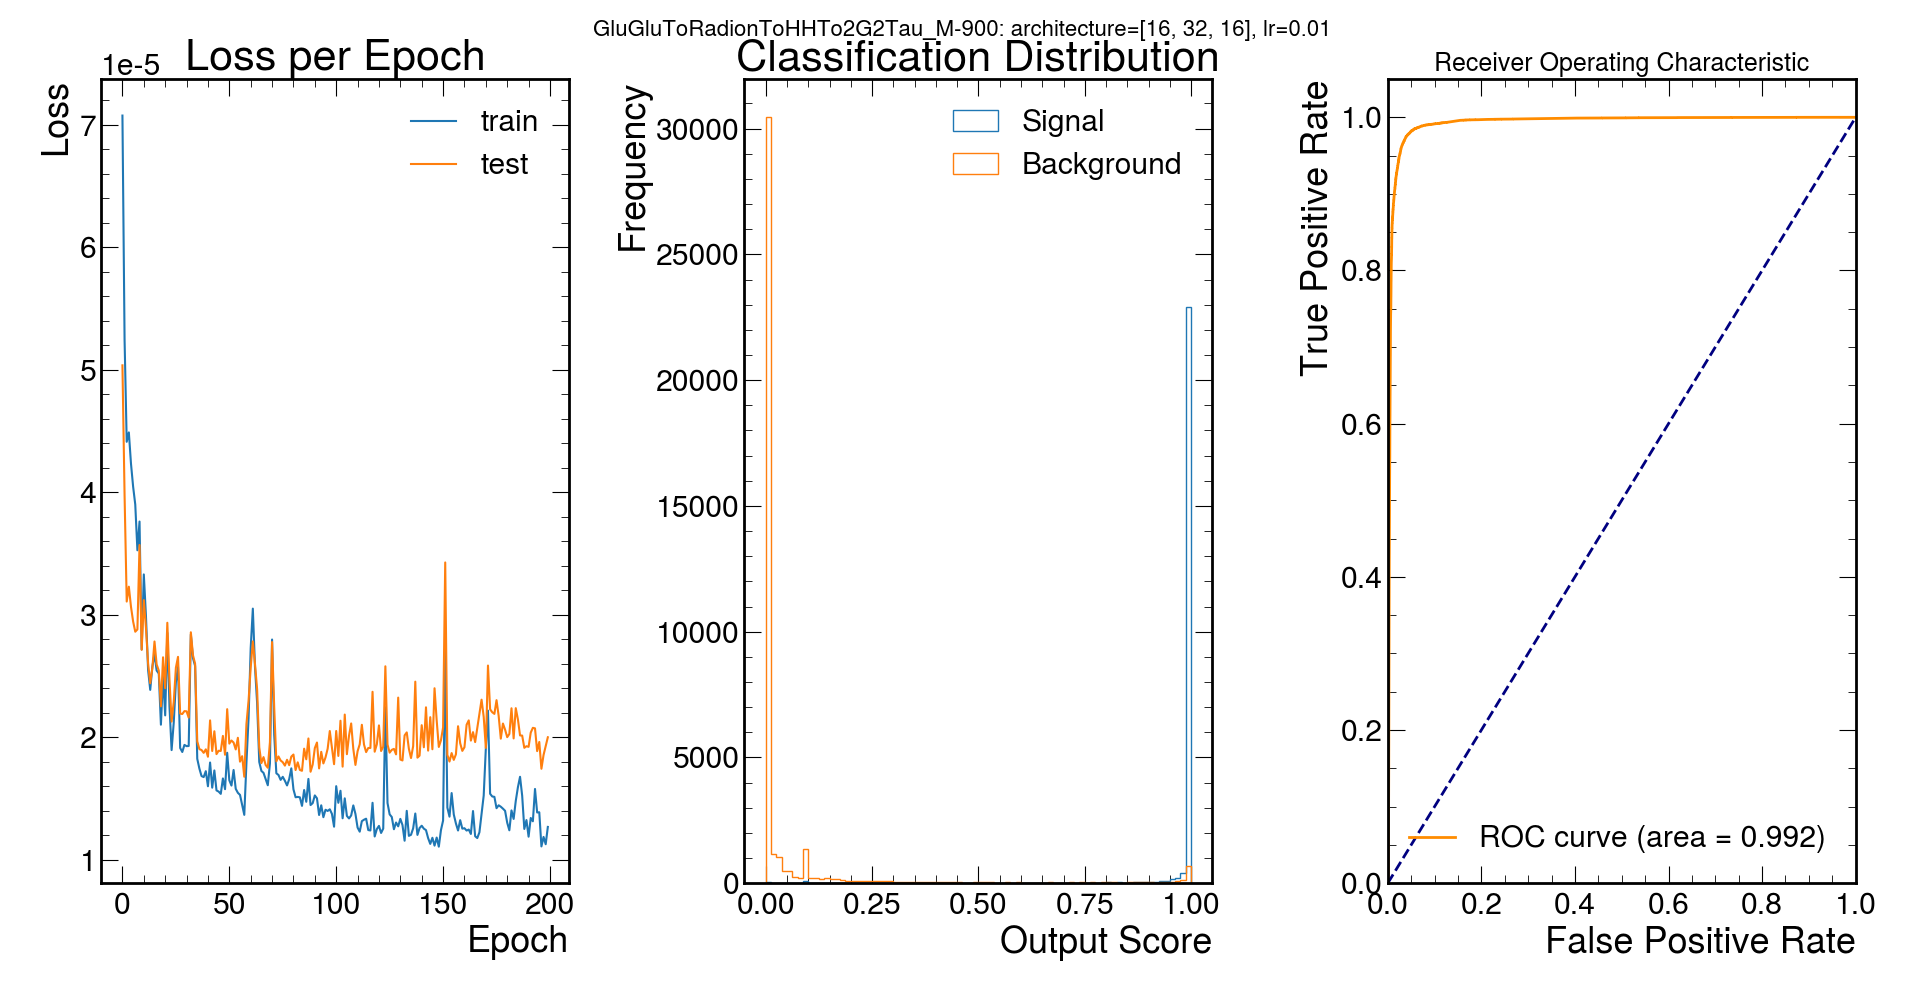 GluGluToRadionToHHTo2G2Tau_M-900: architecture=[16, 32, 16], lr=0.01
Loss per Epoch
1e-5
Loss
7
6
5
4
3
2
1
train
test
0 50 100 150 200
Epoch
Classification Distribution
Frequency
30000
25000
20000
15000
10000
5000
0
Signal
Background
0.00 0.25 0.50 0.75 1.00
Output Score
Receiver Operating Characteristic
True Positive Rate
1.0
0.8
0.6
0.4
0.2
0.0
ROC curve (area = 0.992)
0.0 0.2 0.4 0.6 0.8 1.0
False Positive Rate